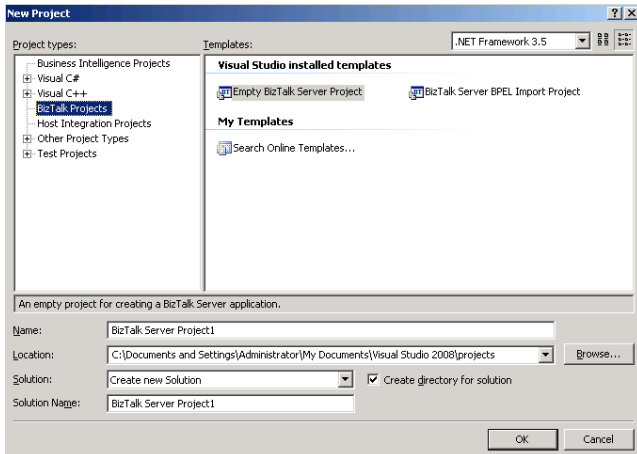 New Project
Project types:
Templates:
.NET Framework 3.5
Business Intelligence Projects
Visual C#
Visual C++
BizTalk Projects
Host Integration Projects
Other Project Types
Test Projects
Visual Studio installed templates
Empty BizTalk Server Project
BizTalk Server BPEL Import Project
My Templates
Search Online Templates...
An empty project for creating a BizTalk Server application.
Name:
BizTalk Server Project1
Location:
C:\Documents and Settings\Administrator\My Documents\Visual Studio 2008\projects
Browse...
Solution:
Create new Solution
Create directory for solution
Solution Name:
BizTalk Server Project1
OK
Cancel